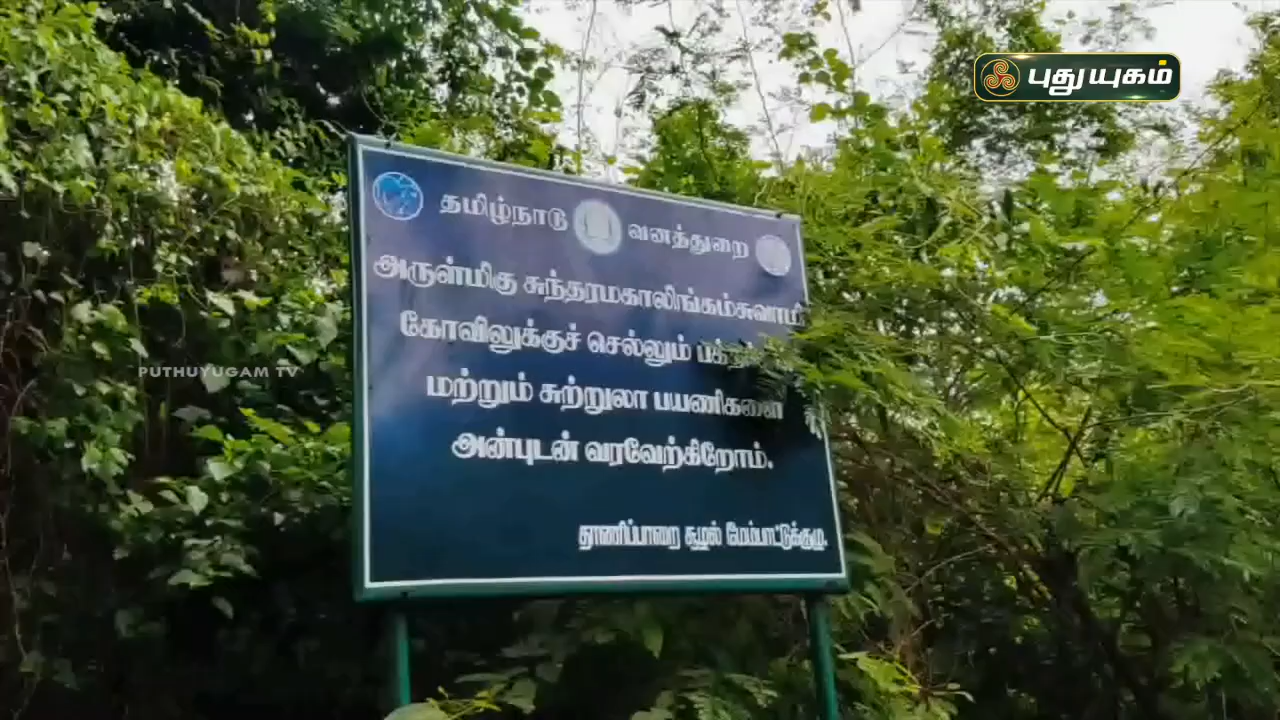 புதுயுகம்
தமிழ்நாடு வனத்துறை
அருள்மிகு சுந்தரமகாலிங்கம்சுவாமி
கோவிலுக்குச் செல்லும்
மற்றும் சுற்றுலா பயணிகளை
அன்புடன் வரவேற்கிறோம்.
தாணிப்பாறை சூழல் மேம்பாட்டுக்குழு.
PUTHUYUGAM TV